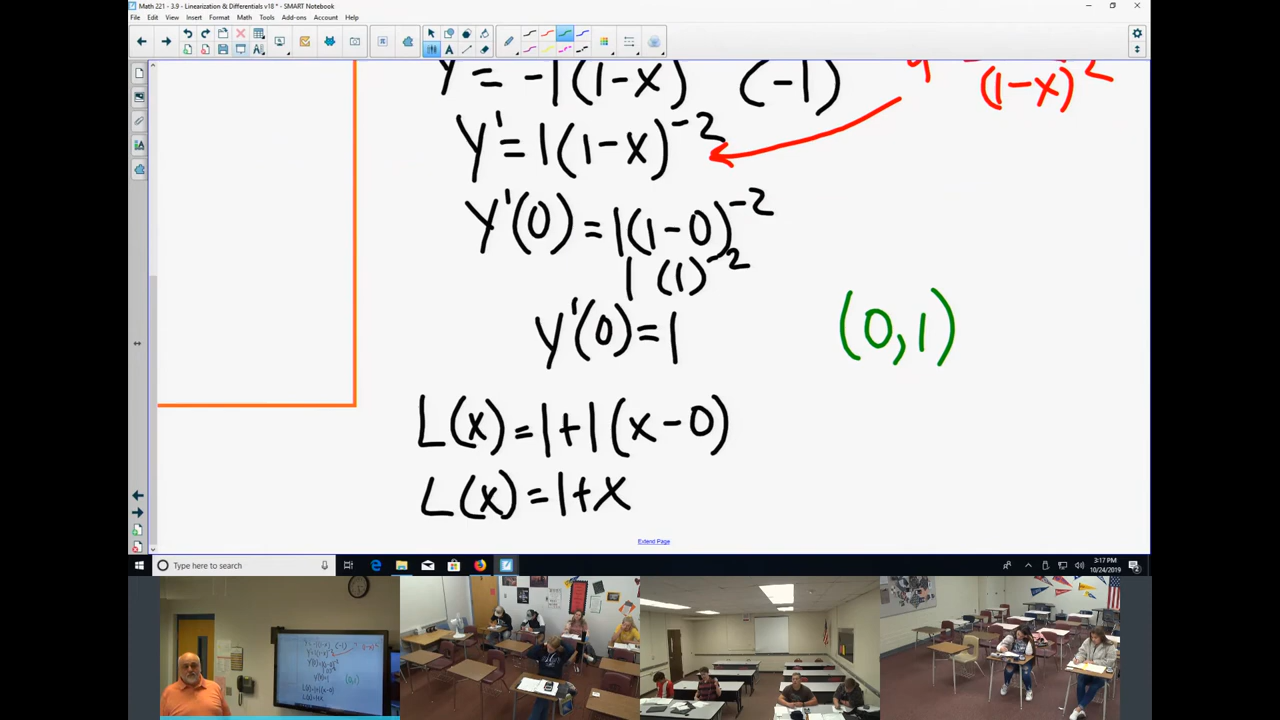 Math 221 - 3.9 - Linearization & Differentials v18 * - SMART Notebook
File Edit View Insert Format Math Tools Add-ons Account Help
Y = -1(1-x) (-1)
(1-x)²
Y' = 1(1-x)⁻²
Y'(0) = 1(1-0)⁻²
1 (1)⁻²
Y'(0) = 1
(0,1)
L(x) = 1+1(x-0)
L(x) = 1+x
Extend Page
Type here to search
3:17 PM
10/24/2019